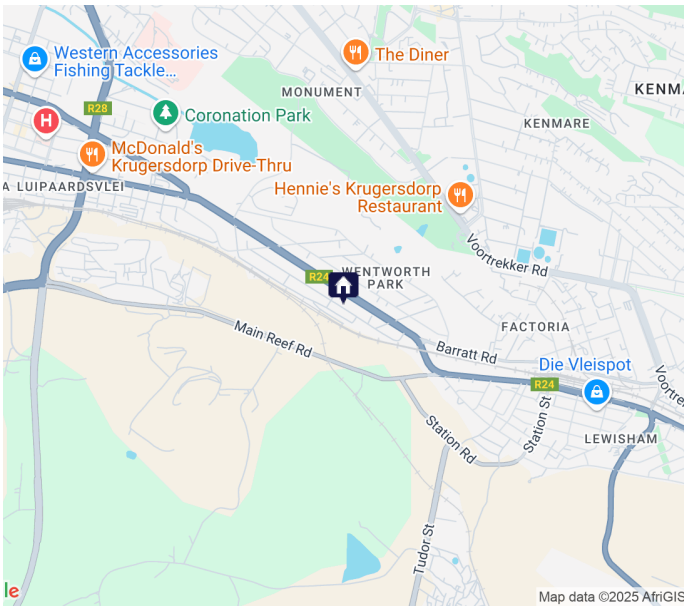 Western Accessories
Fishing Tackle...
The Diner
MONUMENT
KENMA
R28
Coronation Park
KENMARE
H
McDonald's
Krugersdorp Drive-Thru
A LUIPAARDSVLEI
Hennie's Krugersdorp
Restaurant
Voortrekker Rd
R24
WENTWORTH
PARK
Main Reef Rd
FACTORIA
Barratt Rd
Die Vleispot
R24
Voortre
Station St
Station Rd
LEWISHAM
Tudor St
le
Map data ©2025 AfriGIS